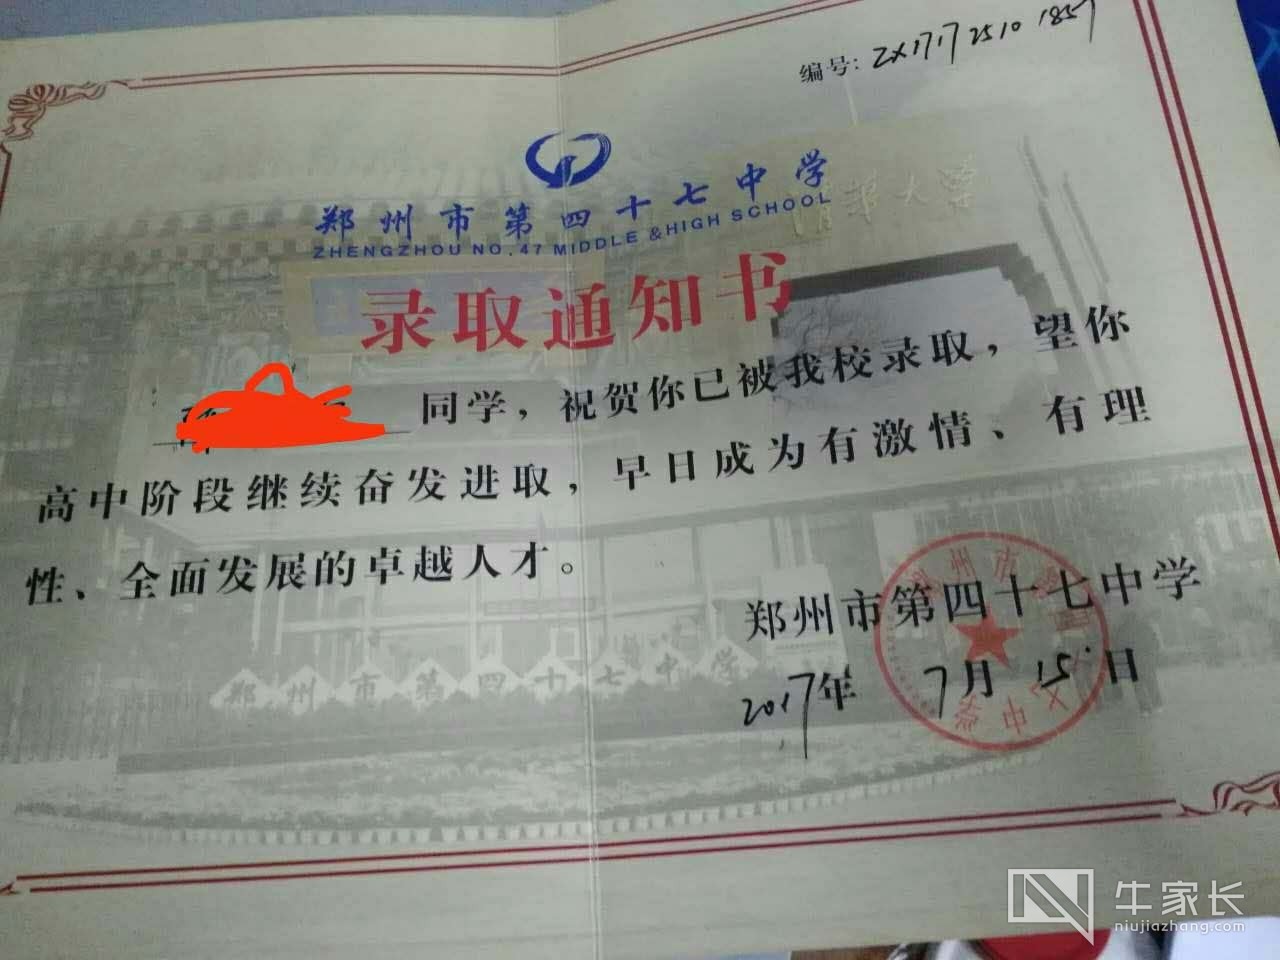 编号: ZX1717 2510 1857
郑州市第四十七中学
ZHENGZHOU NO.47 MIDDLE & HIGH SCHOOL
清华大学
录取通知书
同学，祝贺你已被我校录取，望你
高中阶段继续奋发进取，早日成为有激情、有理
性、全面发展的卓越人才。
郑州市第四十七中学
2017年 7月 15日
郑州市第四十七中学
牛家长
niujiazhang.com